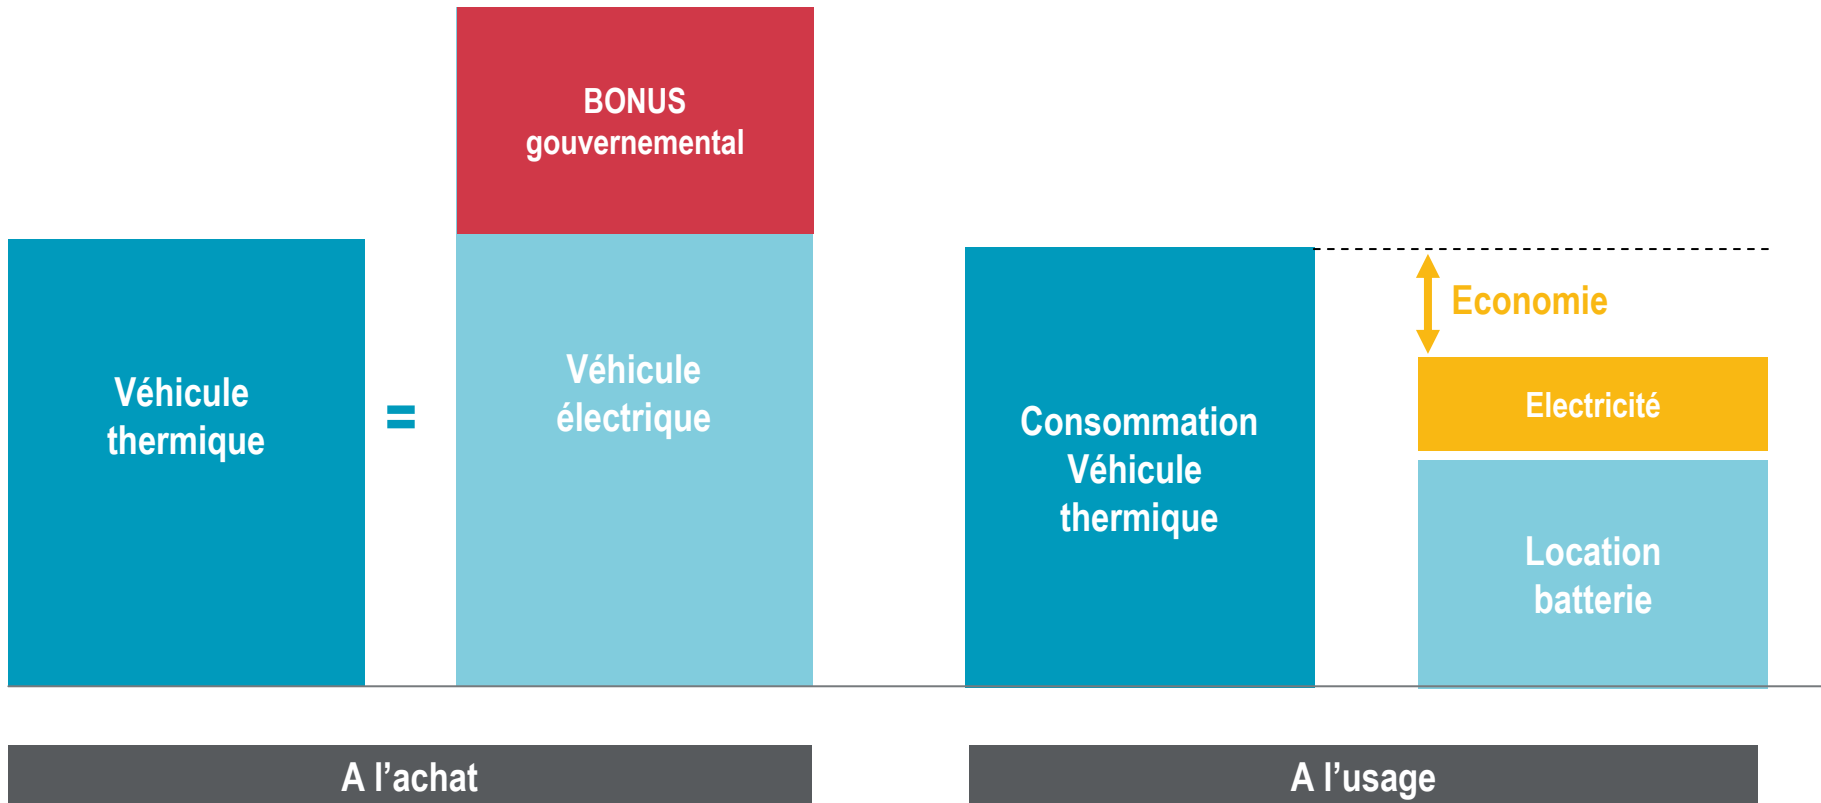 BONUS
gouvernemental
Véhicule
thermique
=
Véhicule
électrique
Economie
Electricité
Consommation
Véhicule
thermique
Location
batterie
A l’achat
A l’usage